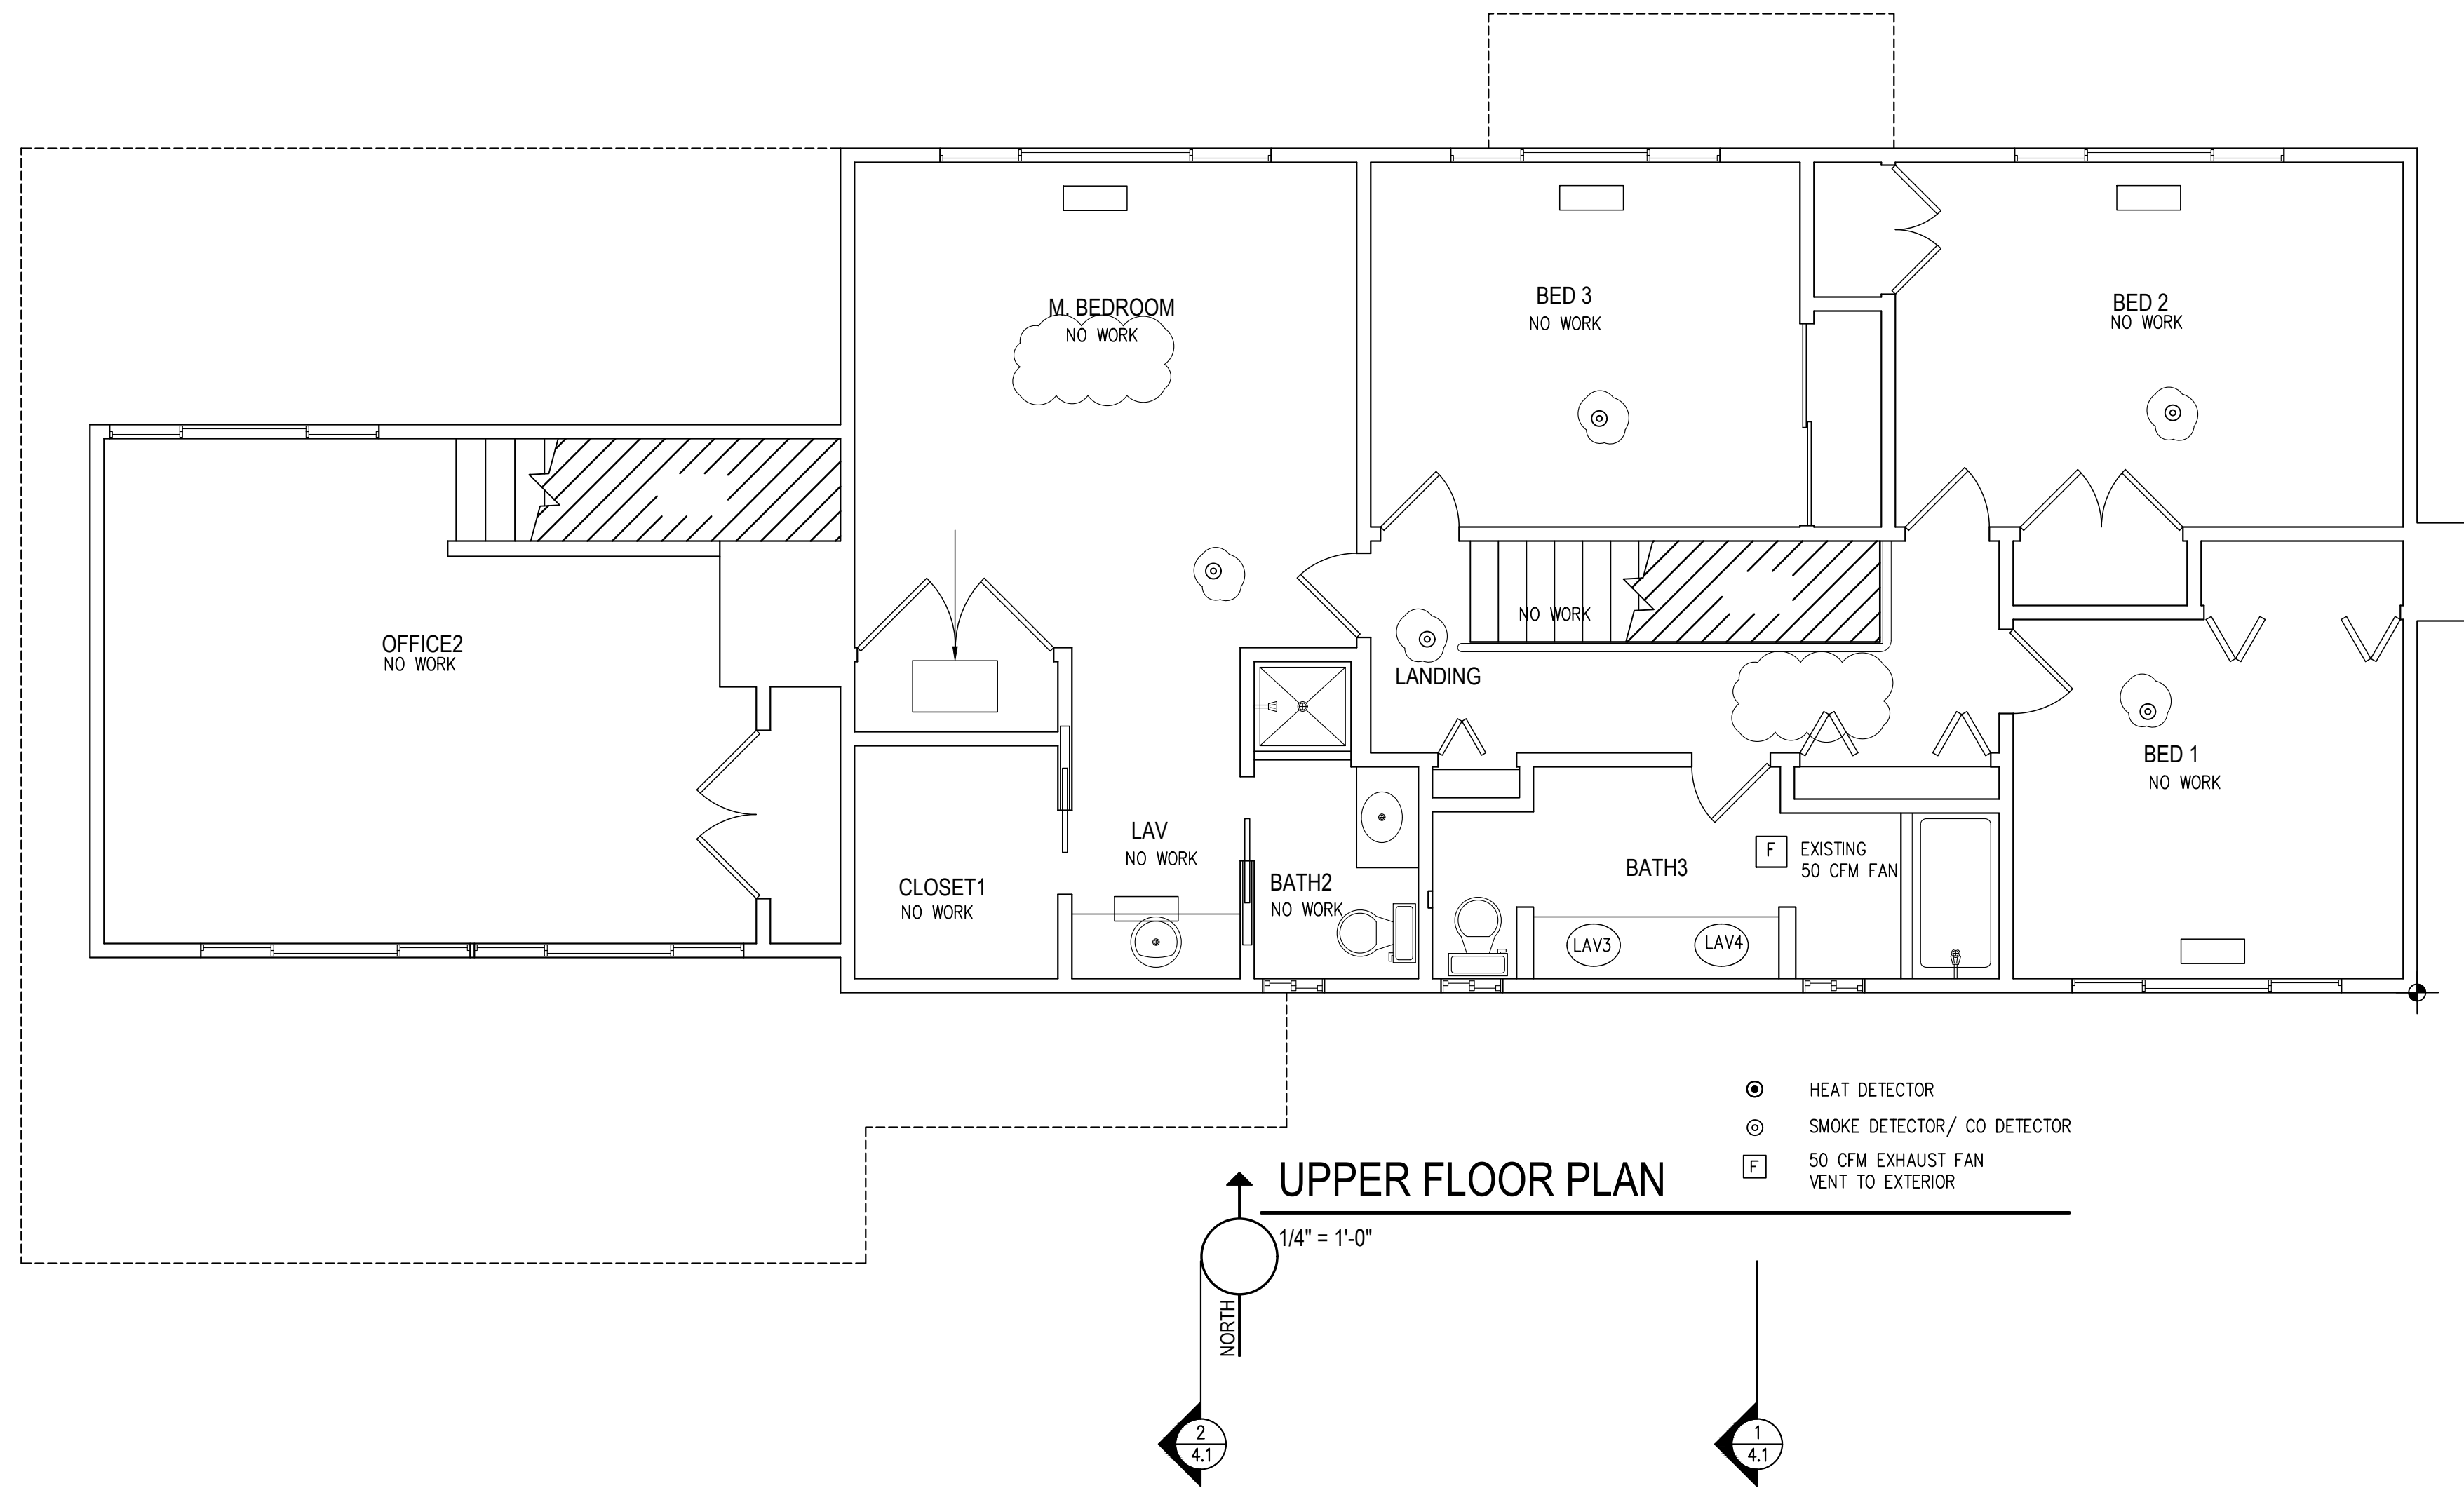 M. BEDROOM
NO WORK
BED 3
NO WORK
BED 2
NO WORK
OFFICE2
NO WORK
NO WORK
LANDING
BED 1
NO WORK
LAV
NO WORK
CLOSET1
NO WORK
BATH2
NO WORK
BATH3
F
EXISTING
50 CFM FAN
LAV3
LAV4
HEAT DETECTOR
SMOKE DETECTOR/ CO DETECTOR
F
50 CFM EXHAUST FAN
VENT TO EXTERIOR
UPPER FLOOR PLAN
1/4" = 1'-0"
NORTH
2
4.1
1
4.1